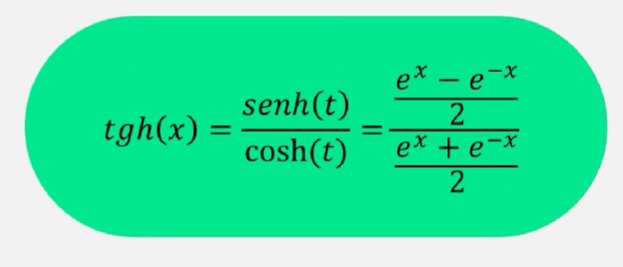 tgh(x) = senh(t) / cosh(t) = ((e^x − e^−x) / 2) / ((e^x + e^−x) / 2)